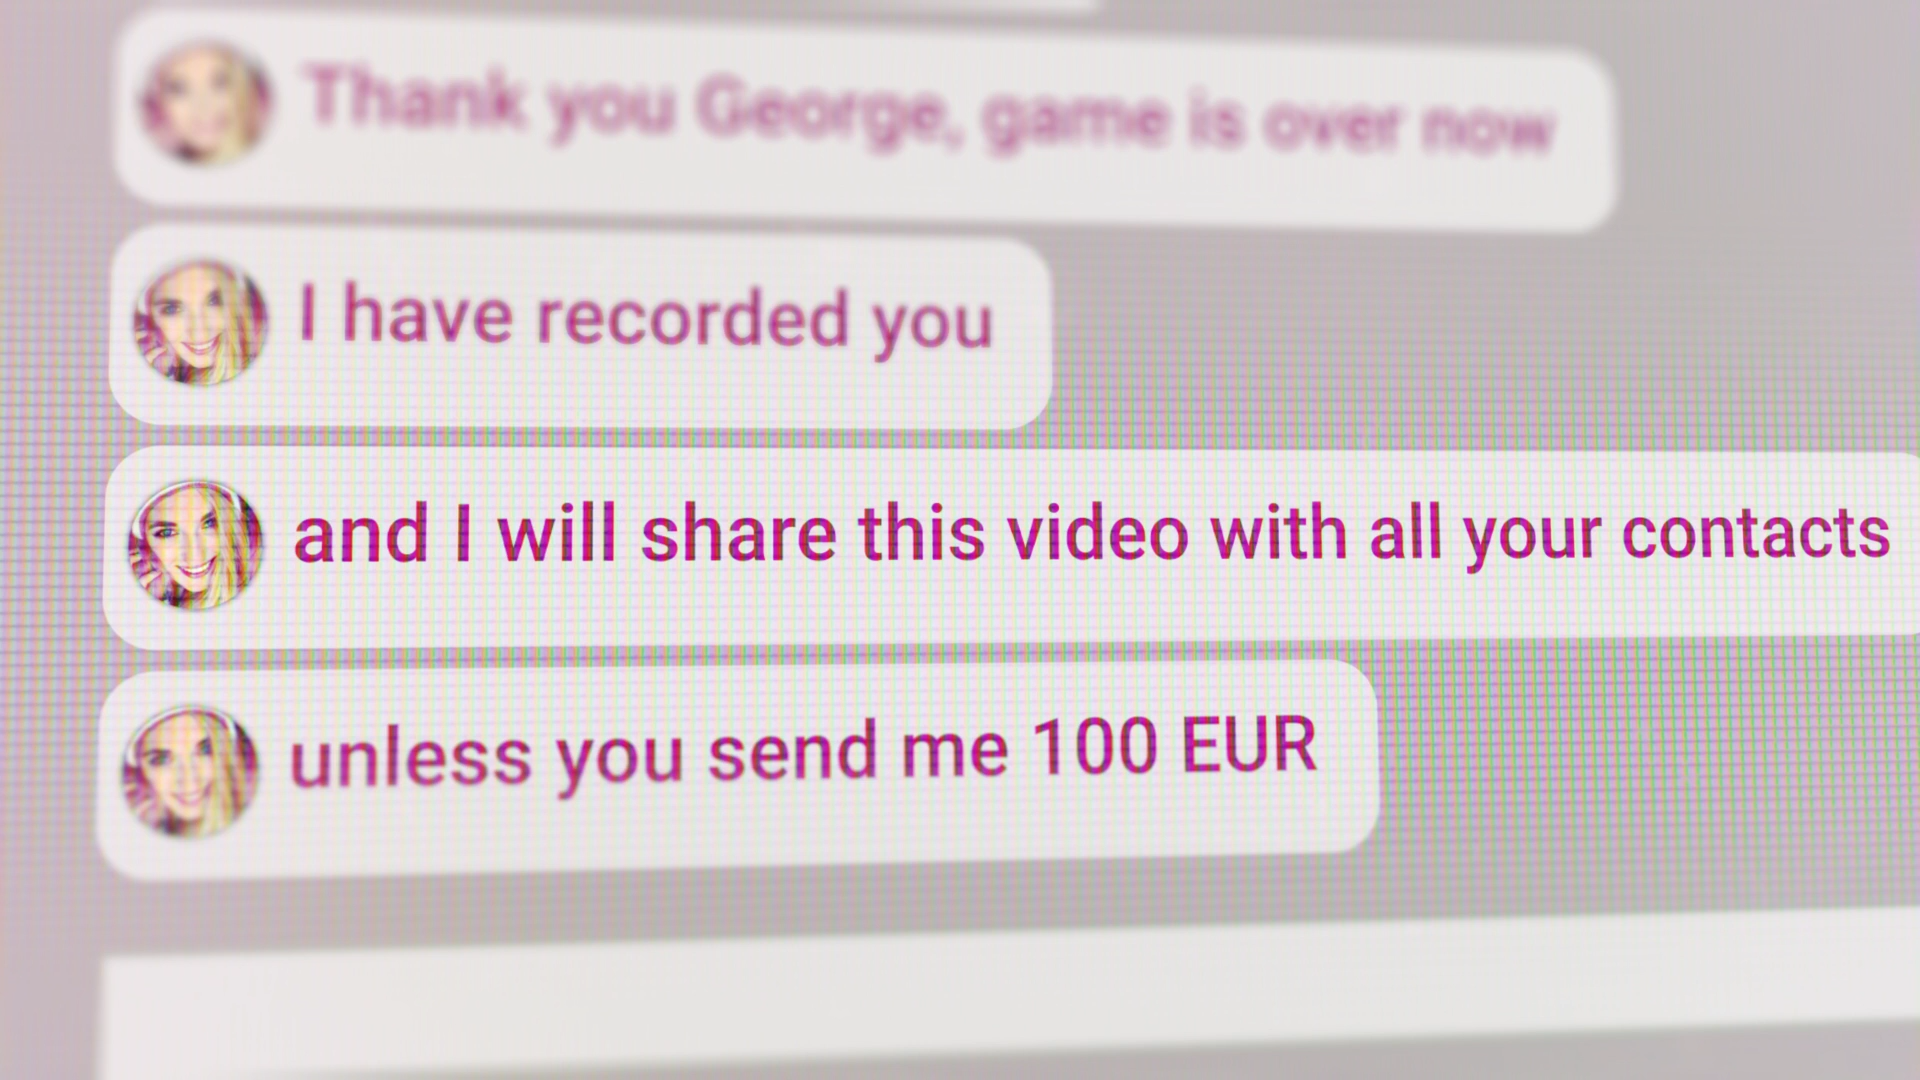 Thank you George, game is over now
I have recorded you
and I will share this video with all your contacts
unless you send me 100 EUR